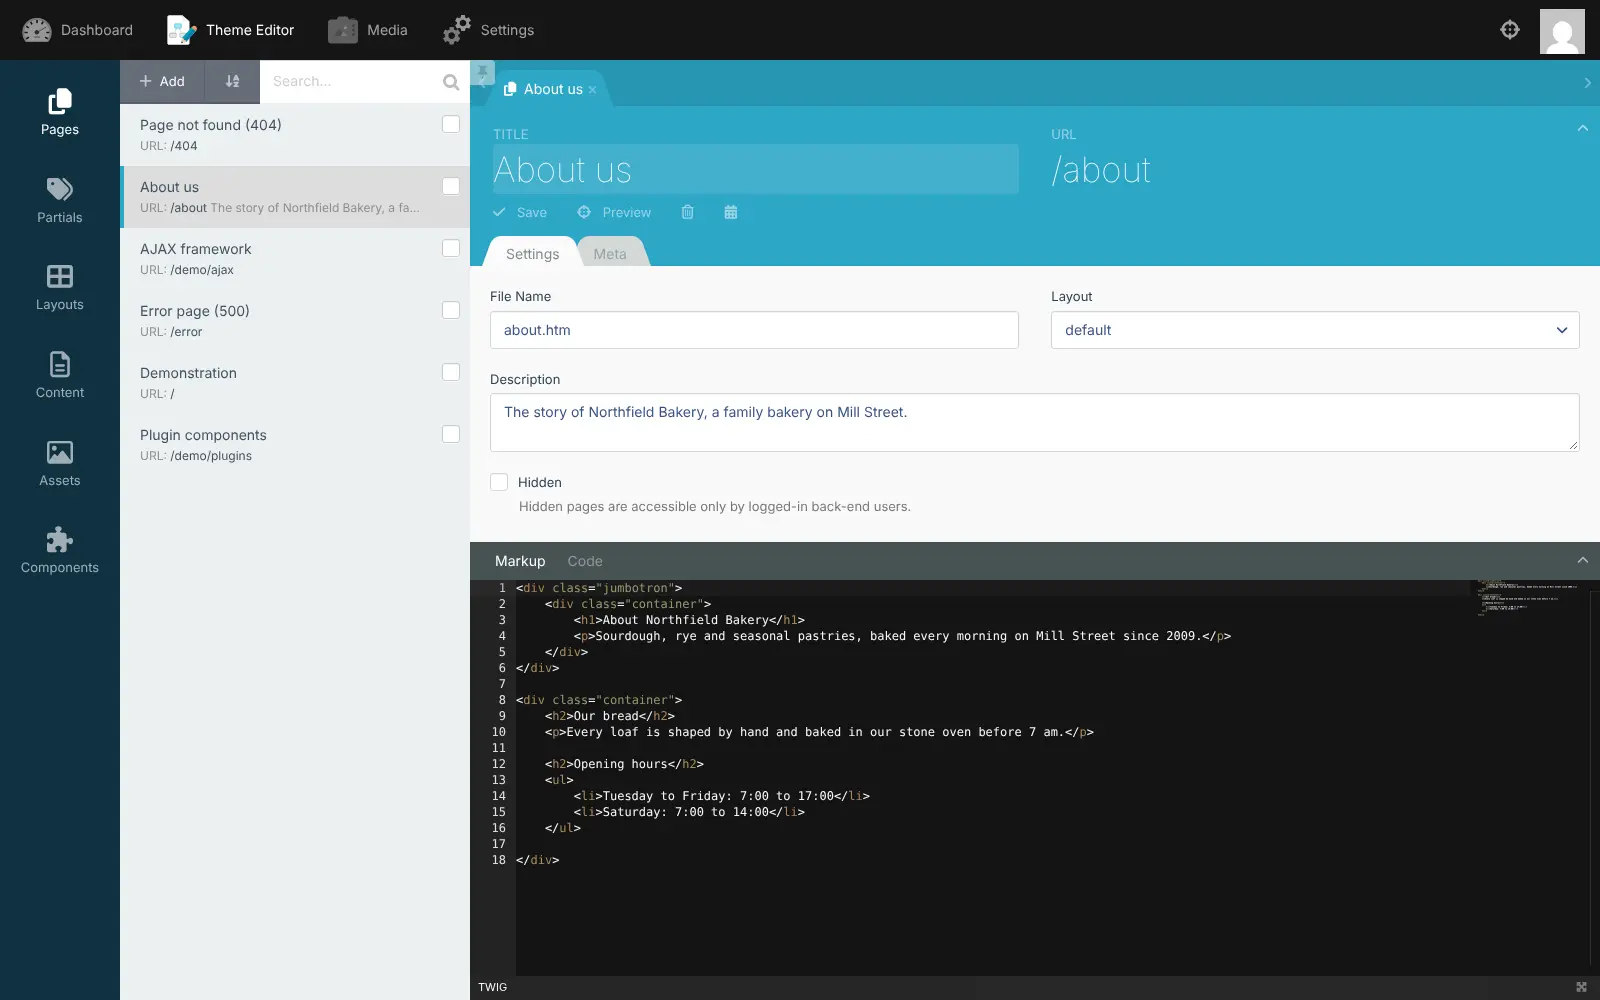 Dashboard
Theme Editor
Media
Settings
Pages
Partials
Layouts
Content
Assets
Components
Add
Search...
Page not found (404)
URL: /404
About us
URL: /about The story of Northfield Bakery, a fa...
AJAX framework
URL: /demo/ajax
Error page (500)
URL: /error
Demonstration
URL: /
Plugin components
URL: /demo/plugins
About us
TITLE
About us
URL
/about
Save
Preview
Settings
Meta
File Name
about.htm
Layout
default
Description
The story of Northfield Bakery, a family bakery on Mill Street.
Hidden
Hidden pages are accessible only by logged-in back-end users.
Markup
Code
1 <div class="jumbotron">
2     <div class="container">
3         <h1>About Northfield Bakery</h1>
4         <p>Sourdough, rye and seasonal pastries, baked every morning on Mill Street since 2009.</p>
5     </div>
6 </div>
7
8 <div class="container">
9     <h2>Our bread</h2>
10     <p>Every loaf is shaped by hand and baked in our stone oven before 7 am.</p>
11
12     <h2>Opening hours</h2>
13     <ul>
14         <li>Tuesday to Friday: 7:00 to 17:00</li>
15         <li>Saturday: 7:00 to 14:00</li>
16     </ul>
17
18 </div>
TWIG